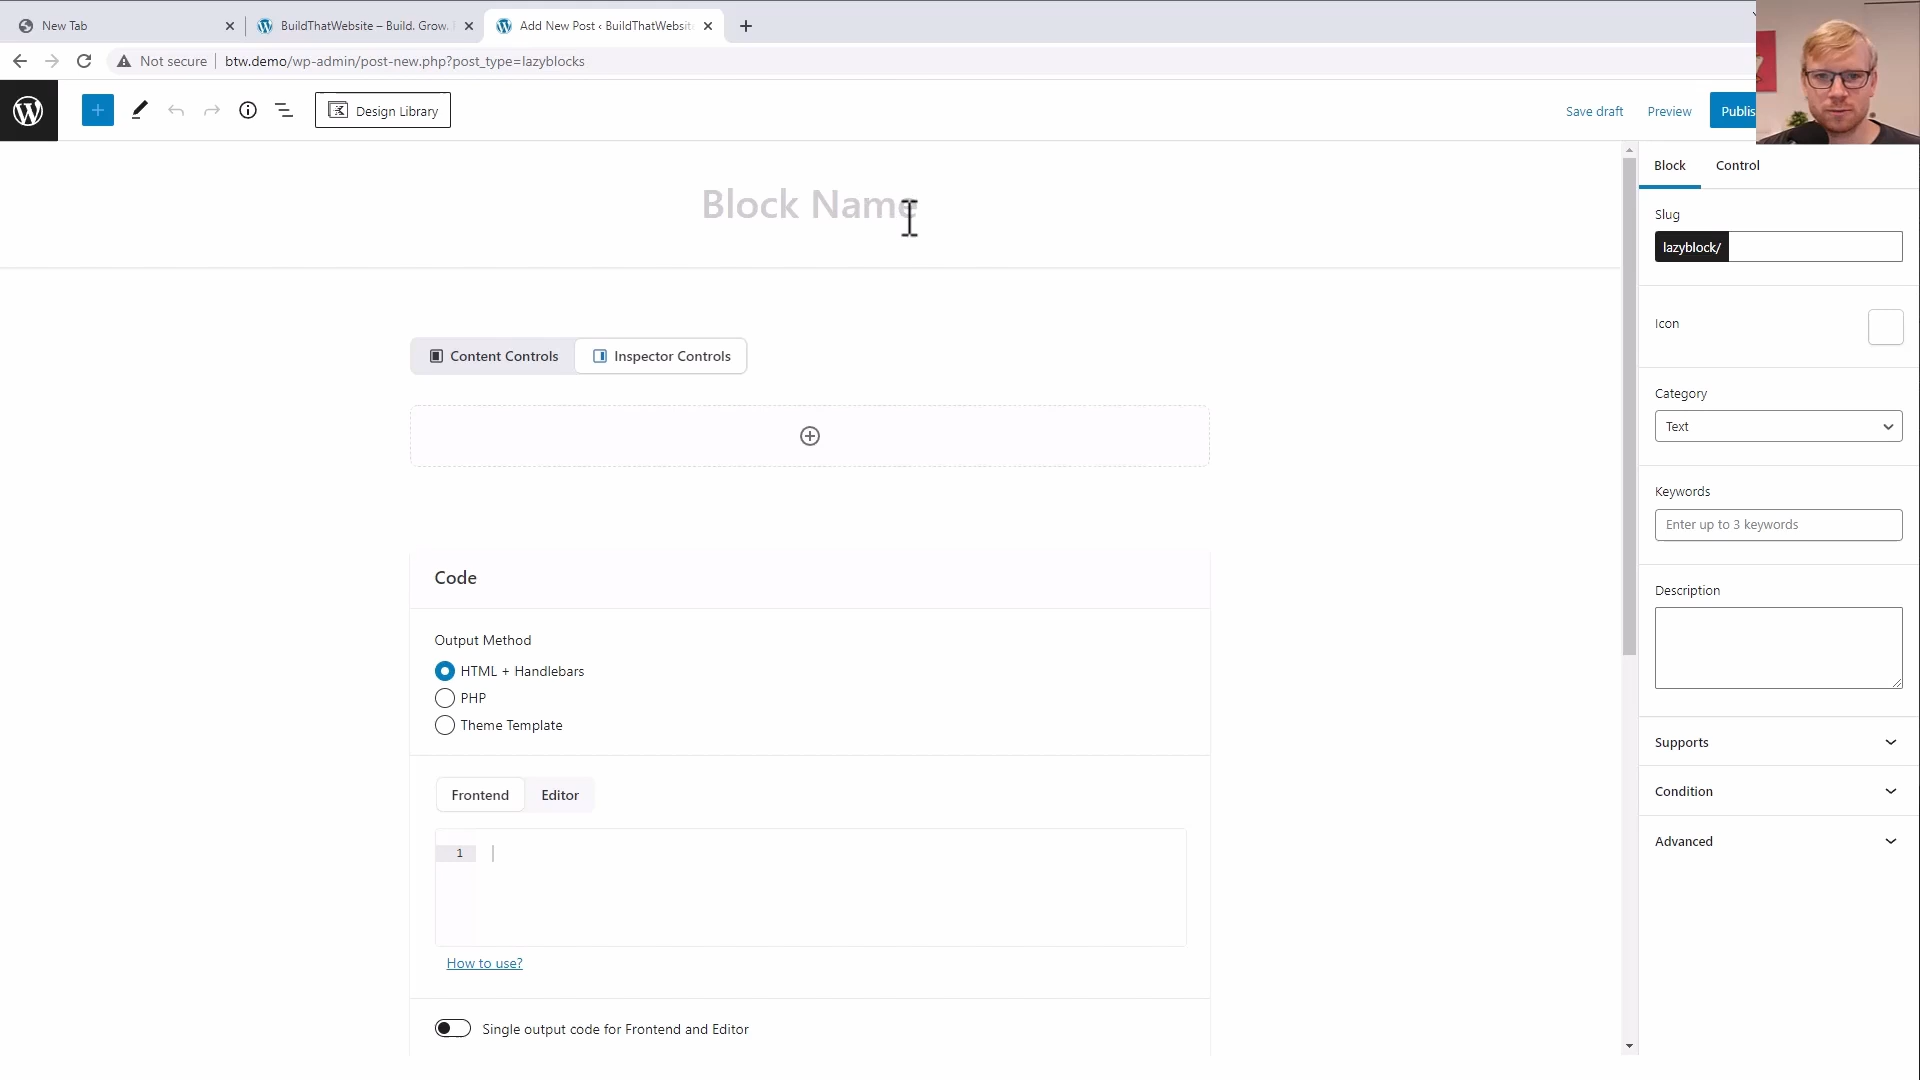 New Tab
BuildThatWebsite – Build. Grow.
Add New Post ‹ BuildThatWebsit
Not secure
btw.demo/wp-admin/post-new.php?post_type=lazyblocks
Design Library
Save draft
Preview
Publis
Block
Control
Block Name
Slug
lazyblock/
Icon
Content Controls
Inspector Controls
Category
Text
Keywords
Enter up to 3 keywords
Code
Description
Output Method
HTML + Handlebars
PHP
Theme Template
Supports
Condition
Frontend
Editor
Advanced
1
How to use?
Single output code for Frontend and Editor